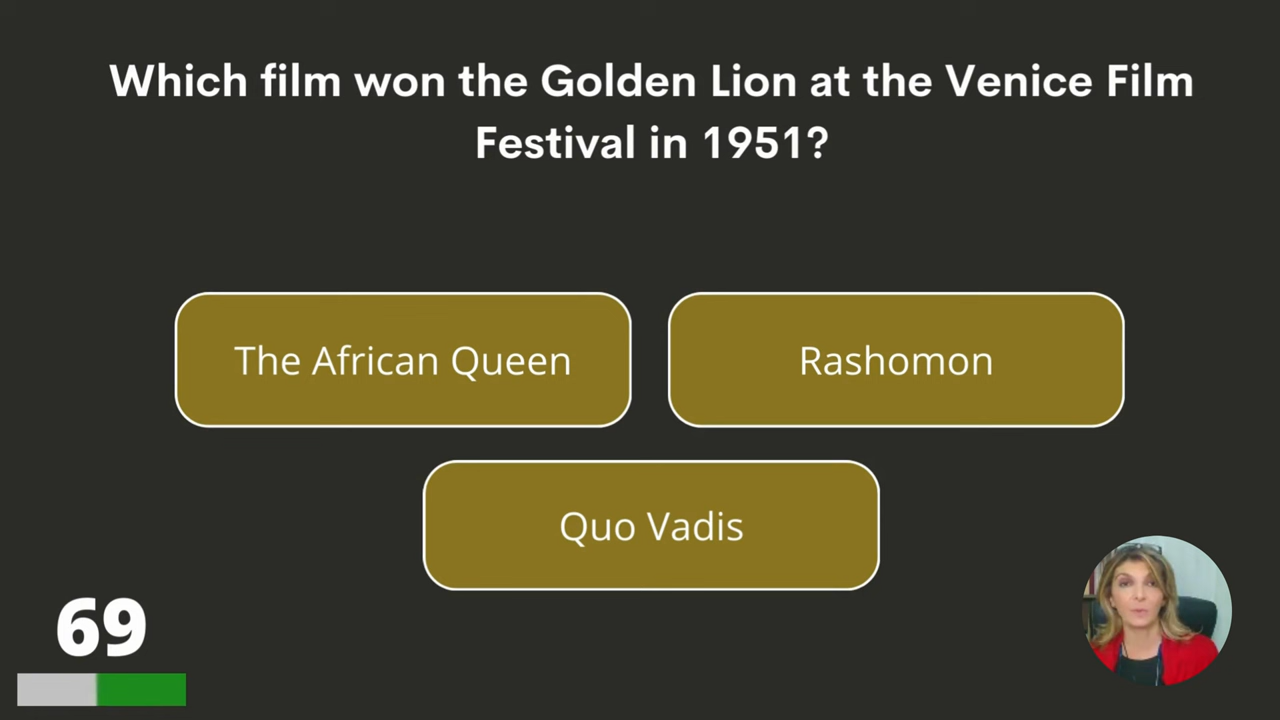 Which film won the Golden Lion at the Venice Film
Festival in 1951?
The African Queen
Rashomon
Quo Vadis
69